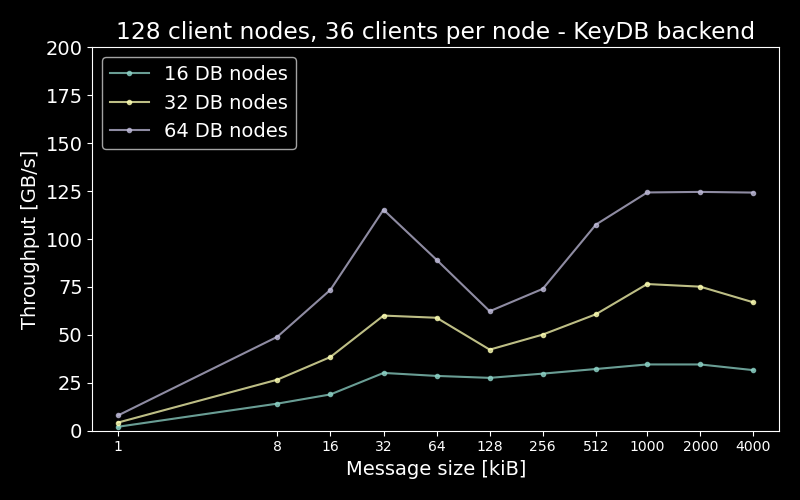 128 client nodes, 36 clients per node - KeyDB backend
200
175
150
125
100
75
50
25
0
Throughput [GB/s]
16 DB nodes
32 DB nodes
64 DB nodes
1 8 16 32 64 128 256 512 1000 2000 4000
Message size [kiB]